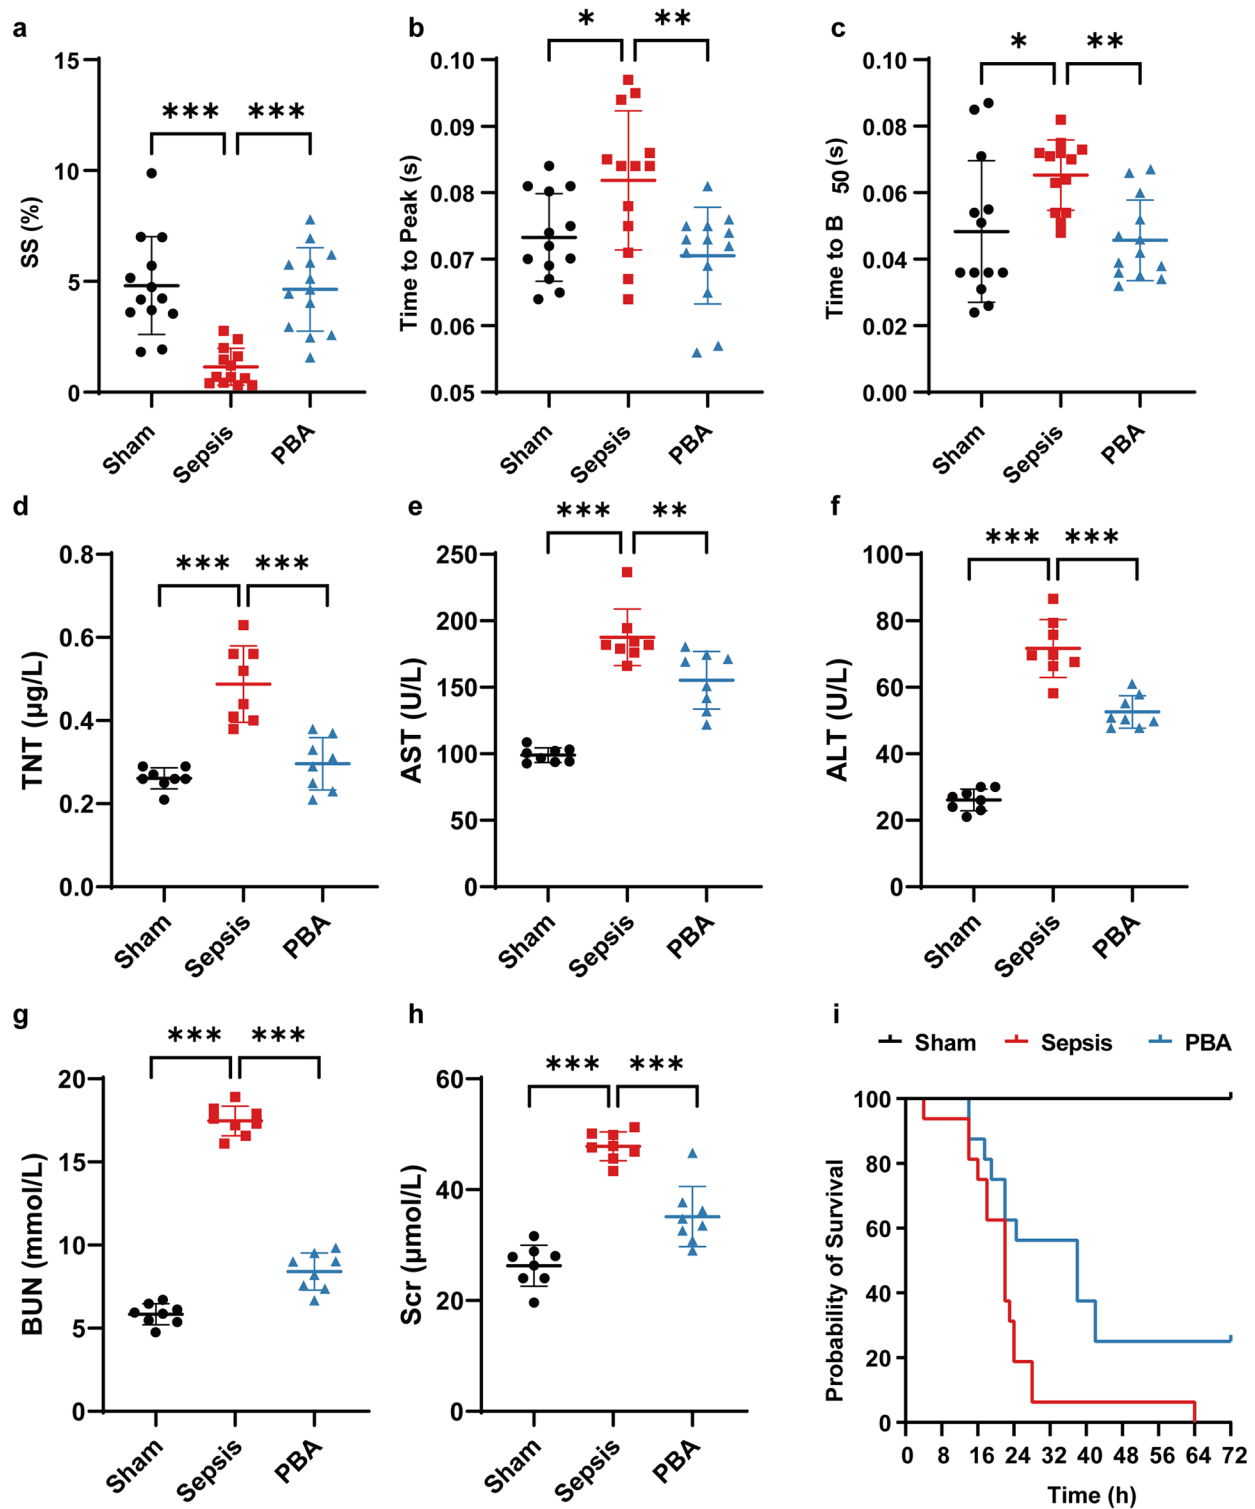 a
15
10
5
0
SS (%)
***
***
Sham
Sepsis
PBA
b
0.10
0.09
0.08
0.07
0.06
0.05
Time to Peak (s)
*
**
Sham
Sepsis
PBA
c
0.10
0.08
0.06
0.04
0.02
0.00
Time to B 50 (s)
*
**
Sham
Sepsis
PBA
d
0.8
0.6
0.4
0.2
0.0
TNT (µg/L)
***
***
Sham
Sepsis
PBA
e
250
200
150
100
50
0
AST (U/L)
***
**
Sham
Sepsis
PBA
f
100
80
60
40
20
0
ALT (U/L)
***
***
Sham
Sepsis
PBA
g
20
15
10
5
0
BUN (mmol/L)
***
***
Sham
Sepsis
PBA
h
60
40
20
0
Scr (µmol/L)
***
***
Sham
Sepsis
PBA
i
Sham Sepsis PBA
100
80
60
40
20
0
Probability of Survival
0 8 16 24 32 40 48 56 64 72
Time (h)